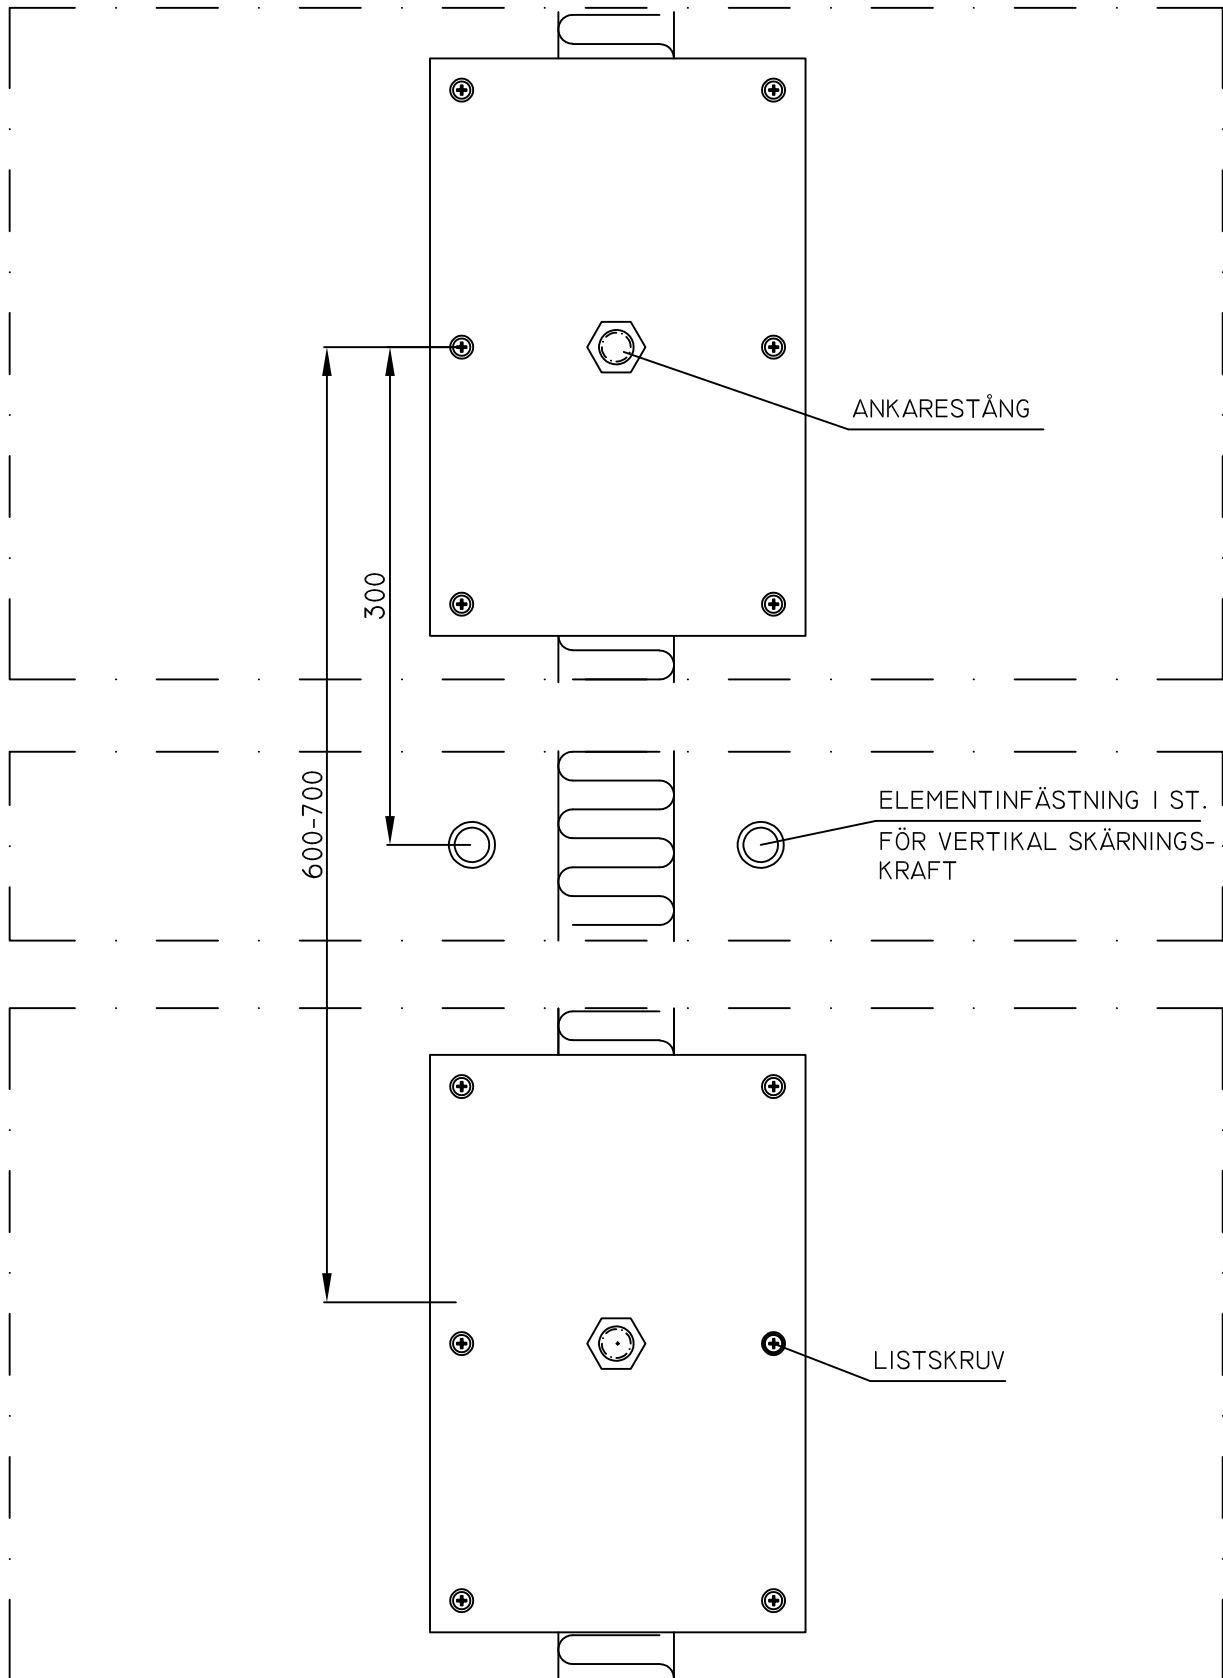 ANKARESTÅNG
300
600-700
ELEMENTINFÄSTNING I ST.
FÖR VERTIKAL SKÄRNINGS-
KRAFT
LISTSKRUV